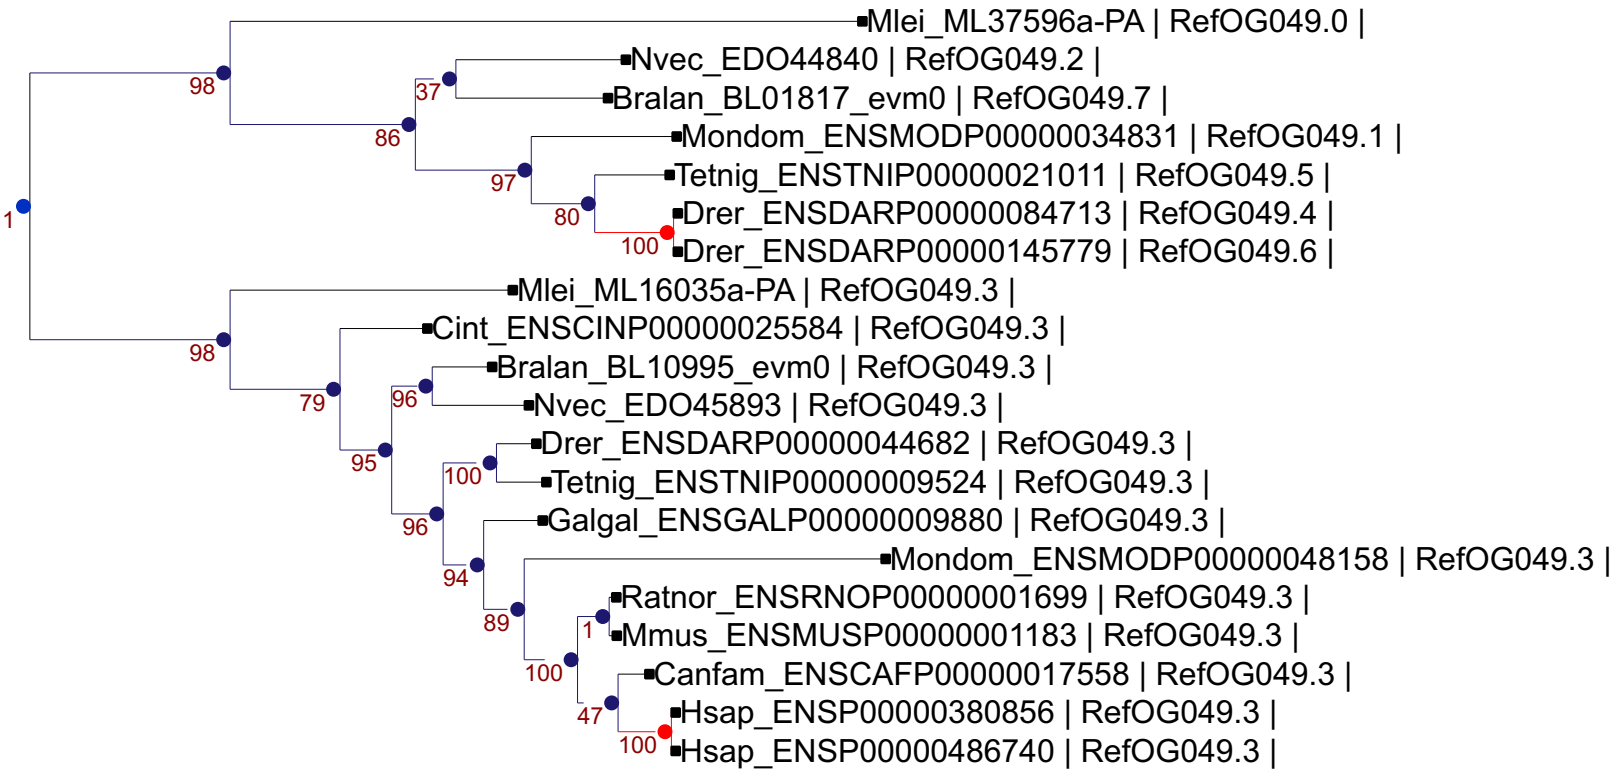 Mlei_ML37596a-PA | RefOG049.0 |
Nvec_EDO44840 | RefOG049.2 |
98
37
Bralan_BL01817_evm0 | RefOG049.7 |
86
Mondom_ENSMODP00000034831 | RefOG049.1 |
Tetnig_ENSTNIP00000021011 | RefOG049.5 |
97
Drer_ENSDARP00000084713 | RefOG049.4 |
80
1
100
Drer_ENSDARP00000145779 | RefOG049.6 |
Mlei_ML16035a-PA | RefOG049.3 |
Cint_ENSCINP00000025584 | RefOG049.3 |
98
Bralan_BL10995_evm0 | RefOG049.3 |
79
96
Nvec_EDO45893 | RefOG049.3 |
Drer_ENSDARP00000044682 | RefOG049.3 |
95
100
Tetnig_ENSTNIP00000009524 | RefOG049.3 |
Galgal_ENSGALP00000009880 | RefOG049.3 |
96
Mondom_ENSMODP00000048158 | RefOG049.3 |
94
Ratnor_ENSRNOP00000001699 | RefOG049.3 |
89
1
Mmus_ENSMUSP00000001183 | RefOG049.3 |
100
Canfam_ENSCAFP00000017558 | RefOG049.3 |
47
Hsap_ENSP00000380856 | RefOG049.3 |
100
Hsap_ENSP00000486740 | RefOG049.3 |